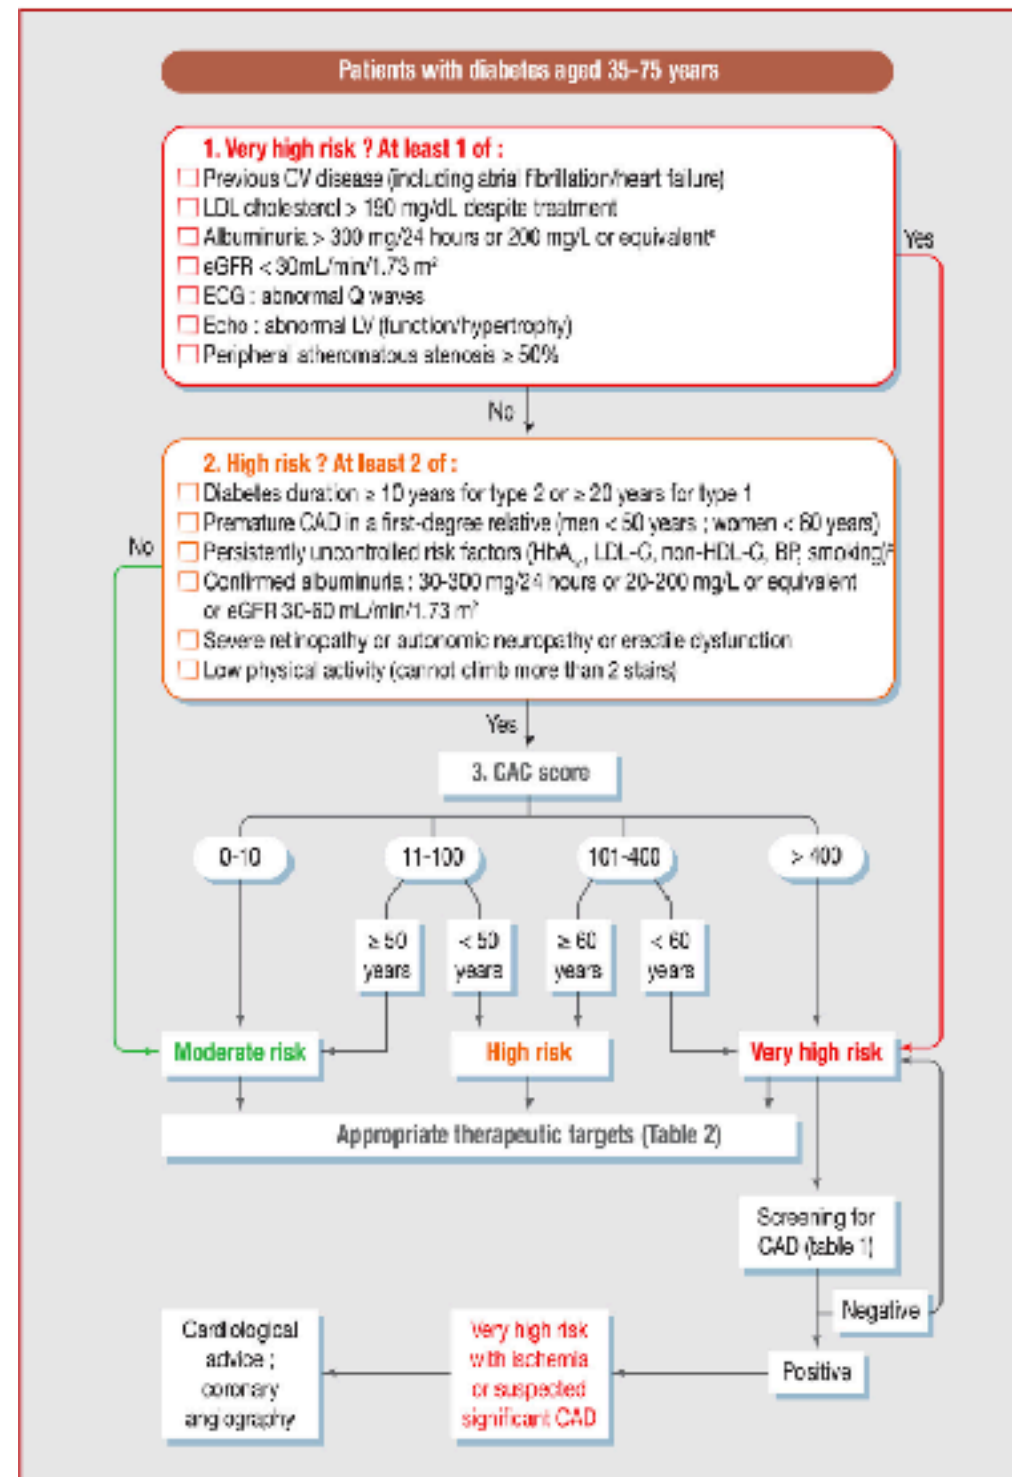 Patients with diabetes aged 35–75 years
1. Very high risk ? At least 1 of :
Previous CV disease (including atrial fibrillation/heart failure)
LDL cholesterol > 190 mg/dL despite treatment
Albuminuria > 300 mg/24 hours or 200 mg/L or equivalent
eGFR < 30mL/min/1.73 m²
ECG : abnormal Q waves
Echo : abnormal LV (function/hypertrophy)
Peripheral atheromatous stenosis ≥ 50%
Yes
No
2. High risk ? At least 2 of :
Diabetes duration ≥ 10 years for type 2 or ≥ 20 years for type 1
Premature CAD in a first-degree relative (men < 50 years ; women < 60 years)
No
Persistently uncontrolled risk factors (HbA1c, LDL-C, non-HDL-C, BP, smoking)
Confirmed albuminuria : 30-300 mg/24 hours or 20-200 mg/L or equivalent
or eGFR 30-60 mL/min/1.73 m²
Severe retinopathy or autonomic neuropathy or erectile dysfunction
Low physical activity (cannot climb more than 2 stairs)
Yes
3. CAC score
0-10 11-100 101-400 > 400
≥ 50 < 50 ≥ 60 < 60
years years years years
Moderate risk High risk Very high risk
Appropriate therapeutic targets (Table 2)
Screening for
CAD (table 1)
Negative
Positive
Very high risk
with ischemia
or suspected
significant CAD
Cardiological
advice ;
coronary
angiography